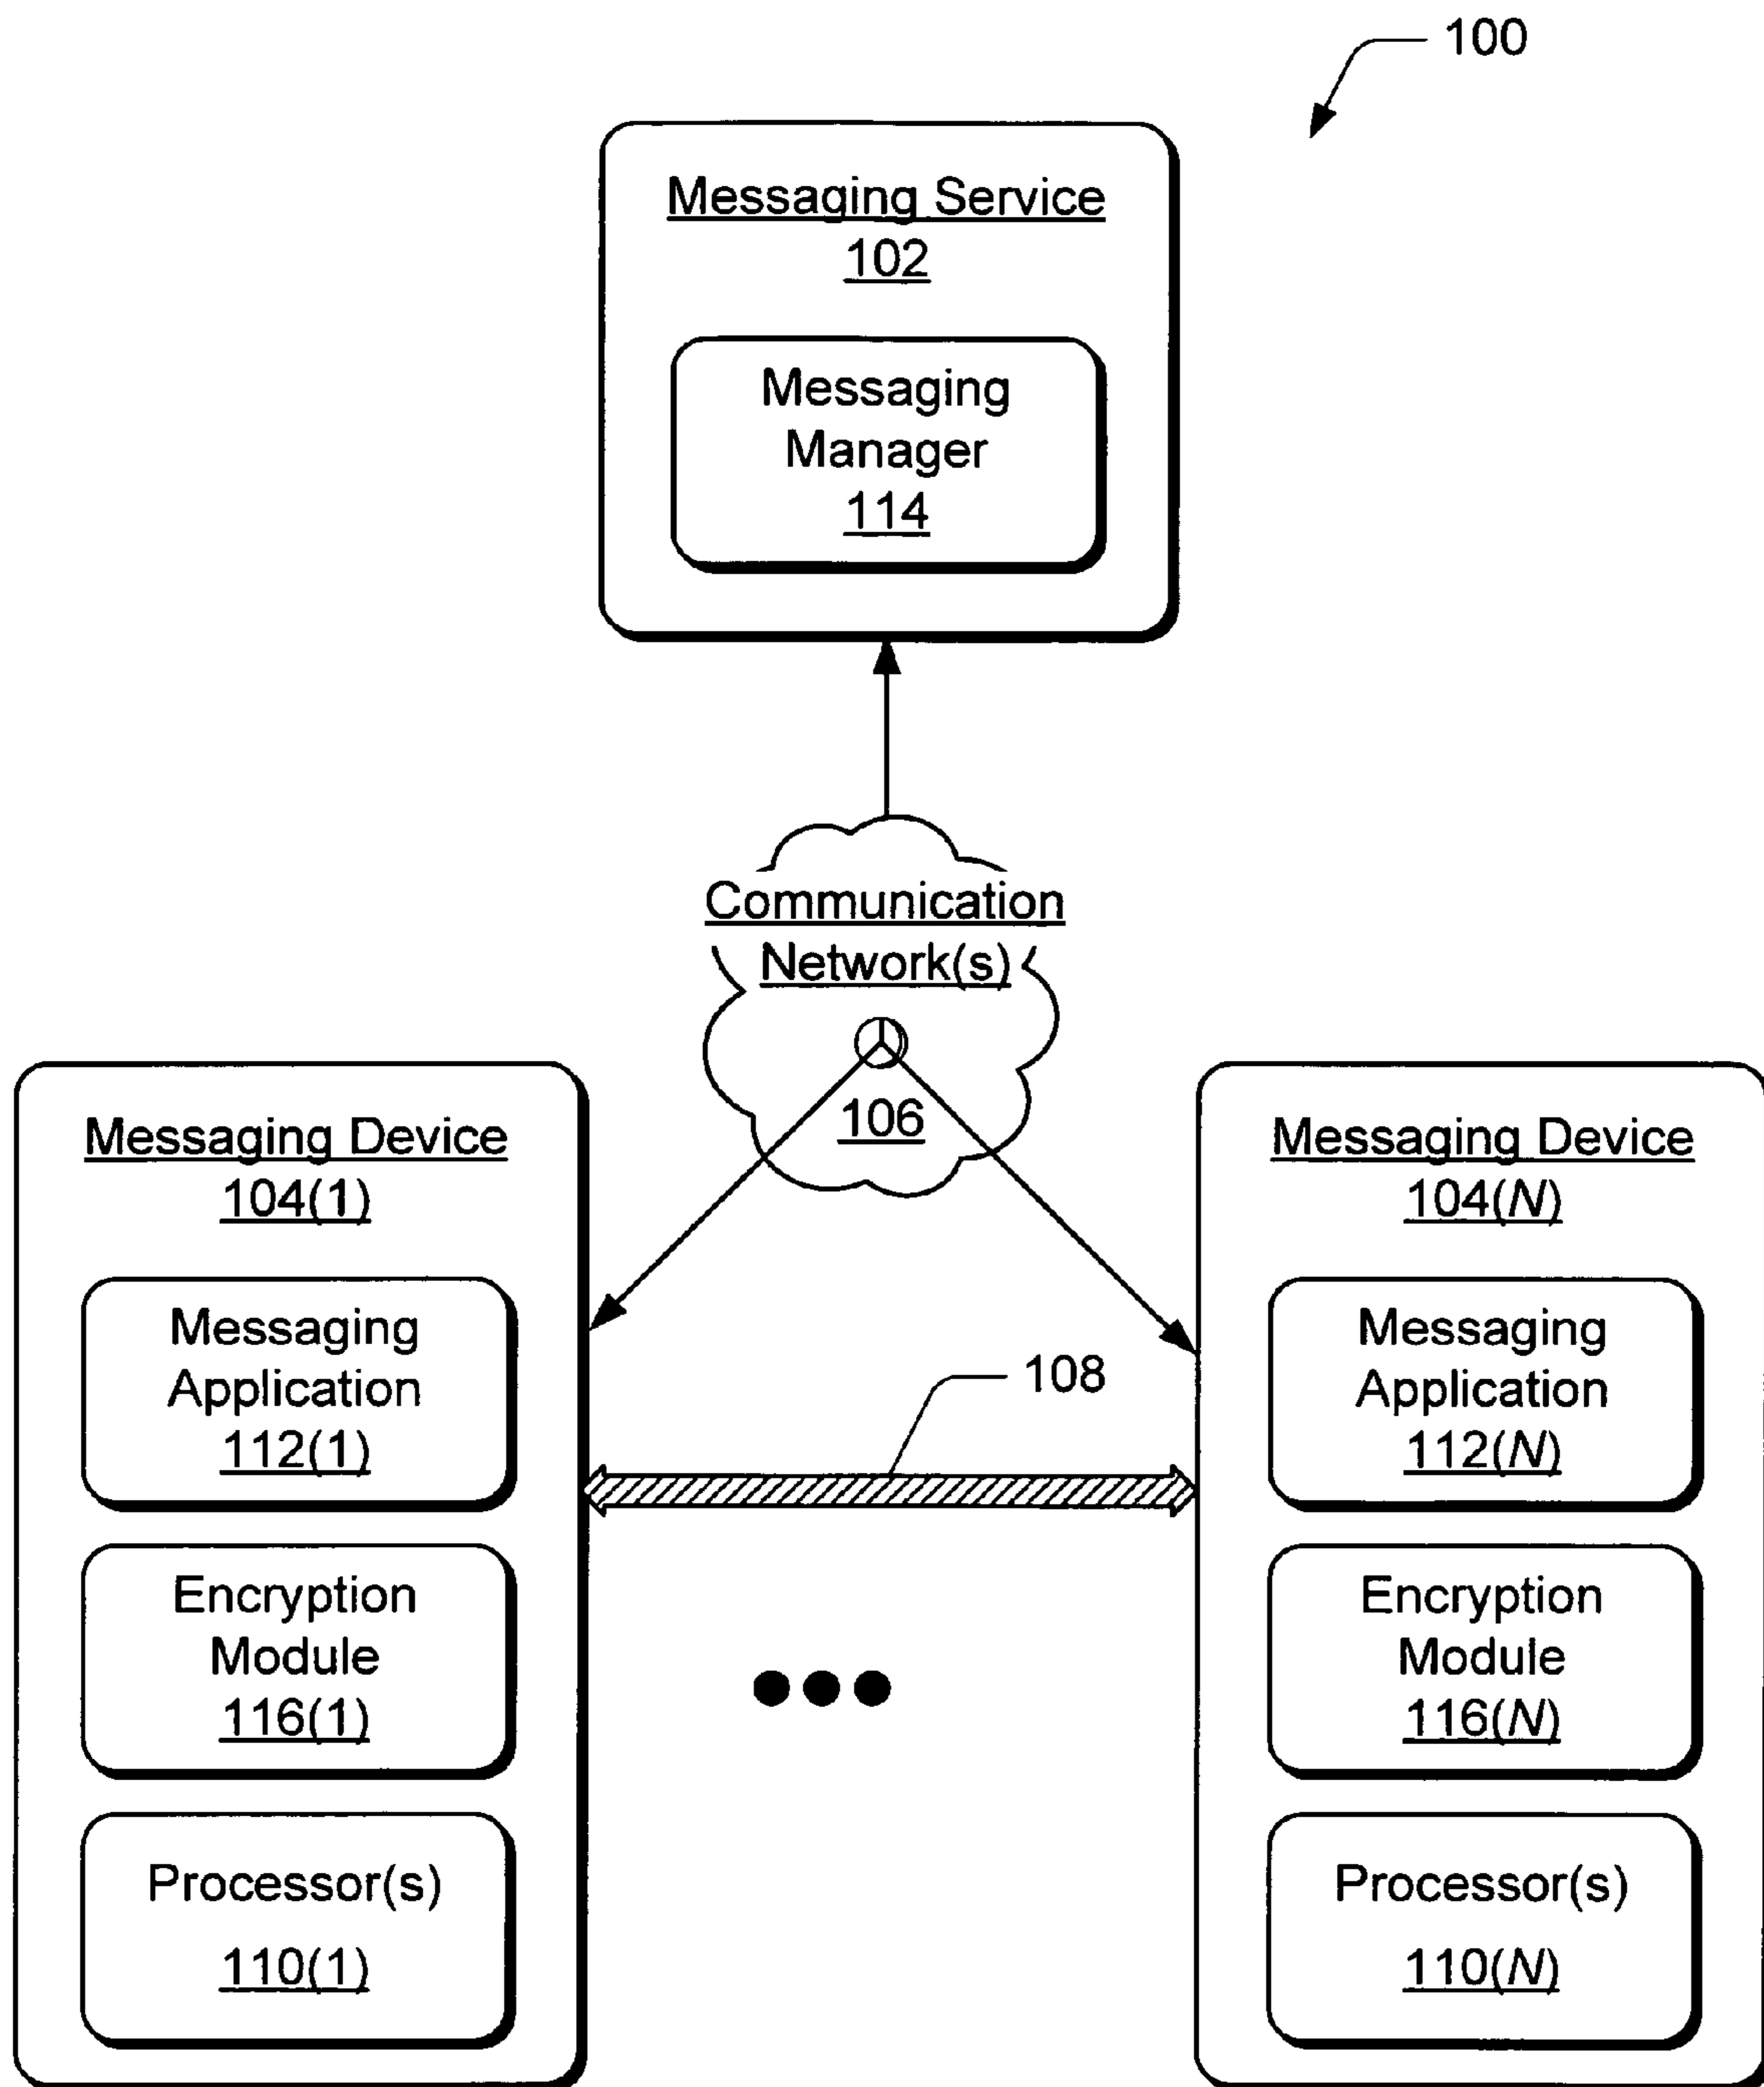 100
Messaging Service
102
Messaging
Manager
114
Communication
Network(s)
106
Messaging Device
104(1)
Messaging
Application
112(1)
Encryption
Module
116(1)
Processor(s)
110(1)
108
Messaging Device
104(N)
Messaging
Application
112(N)
Encryption
Module
116(N)
Processor(s)
110(N)